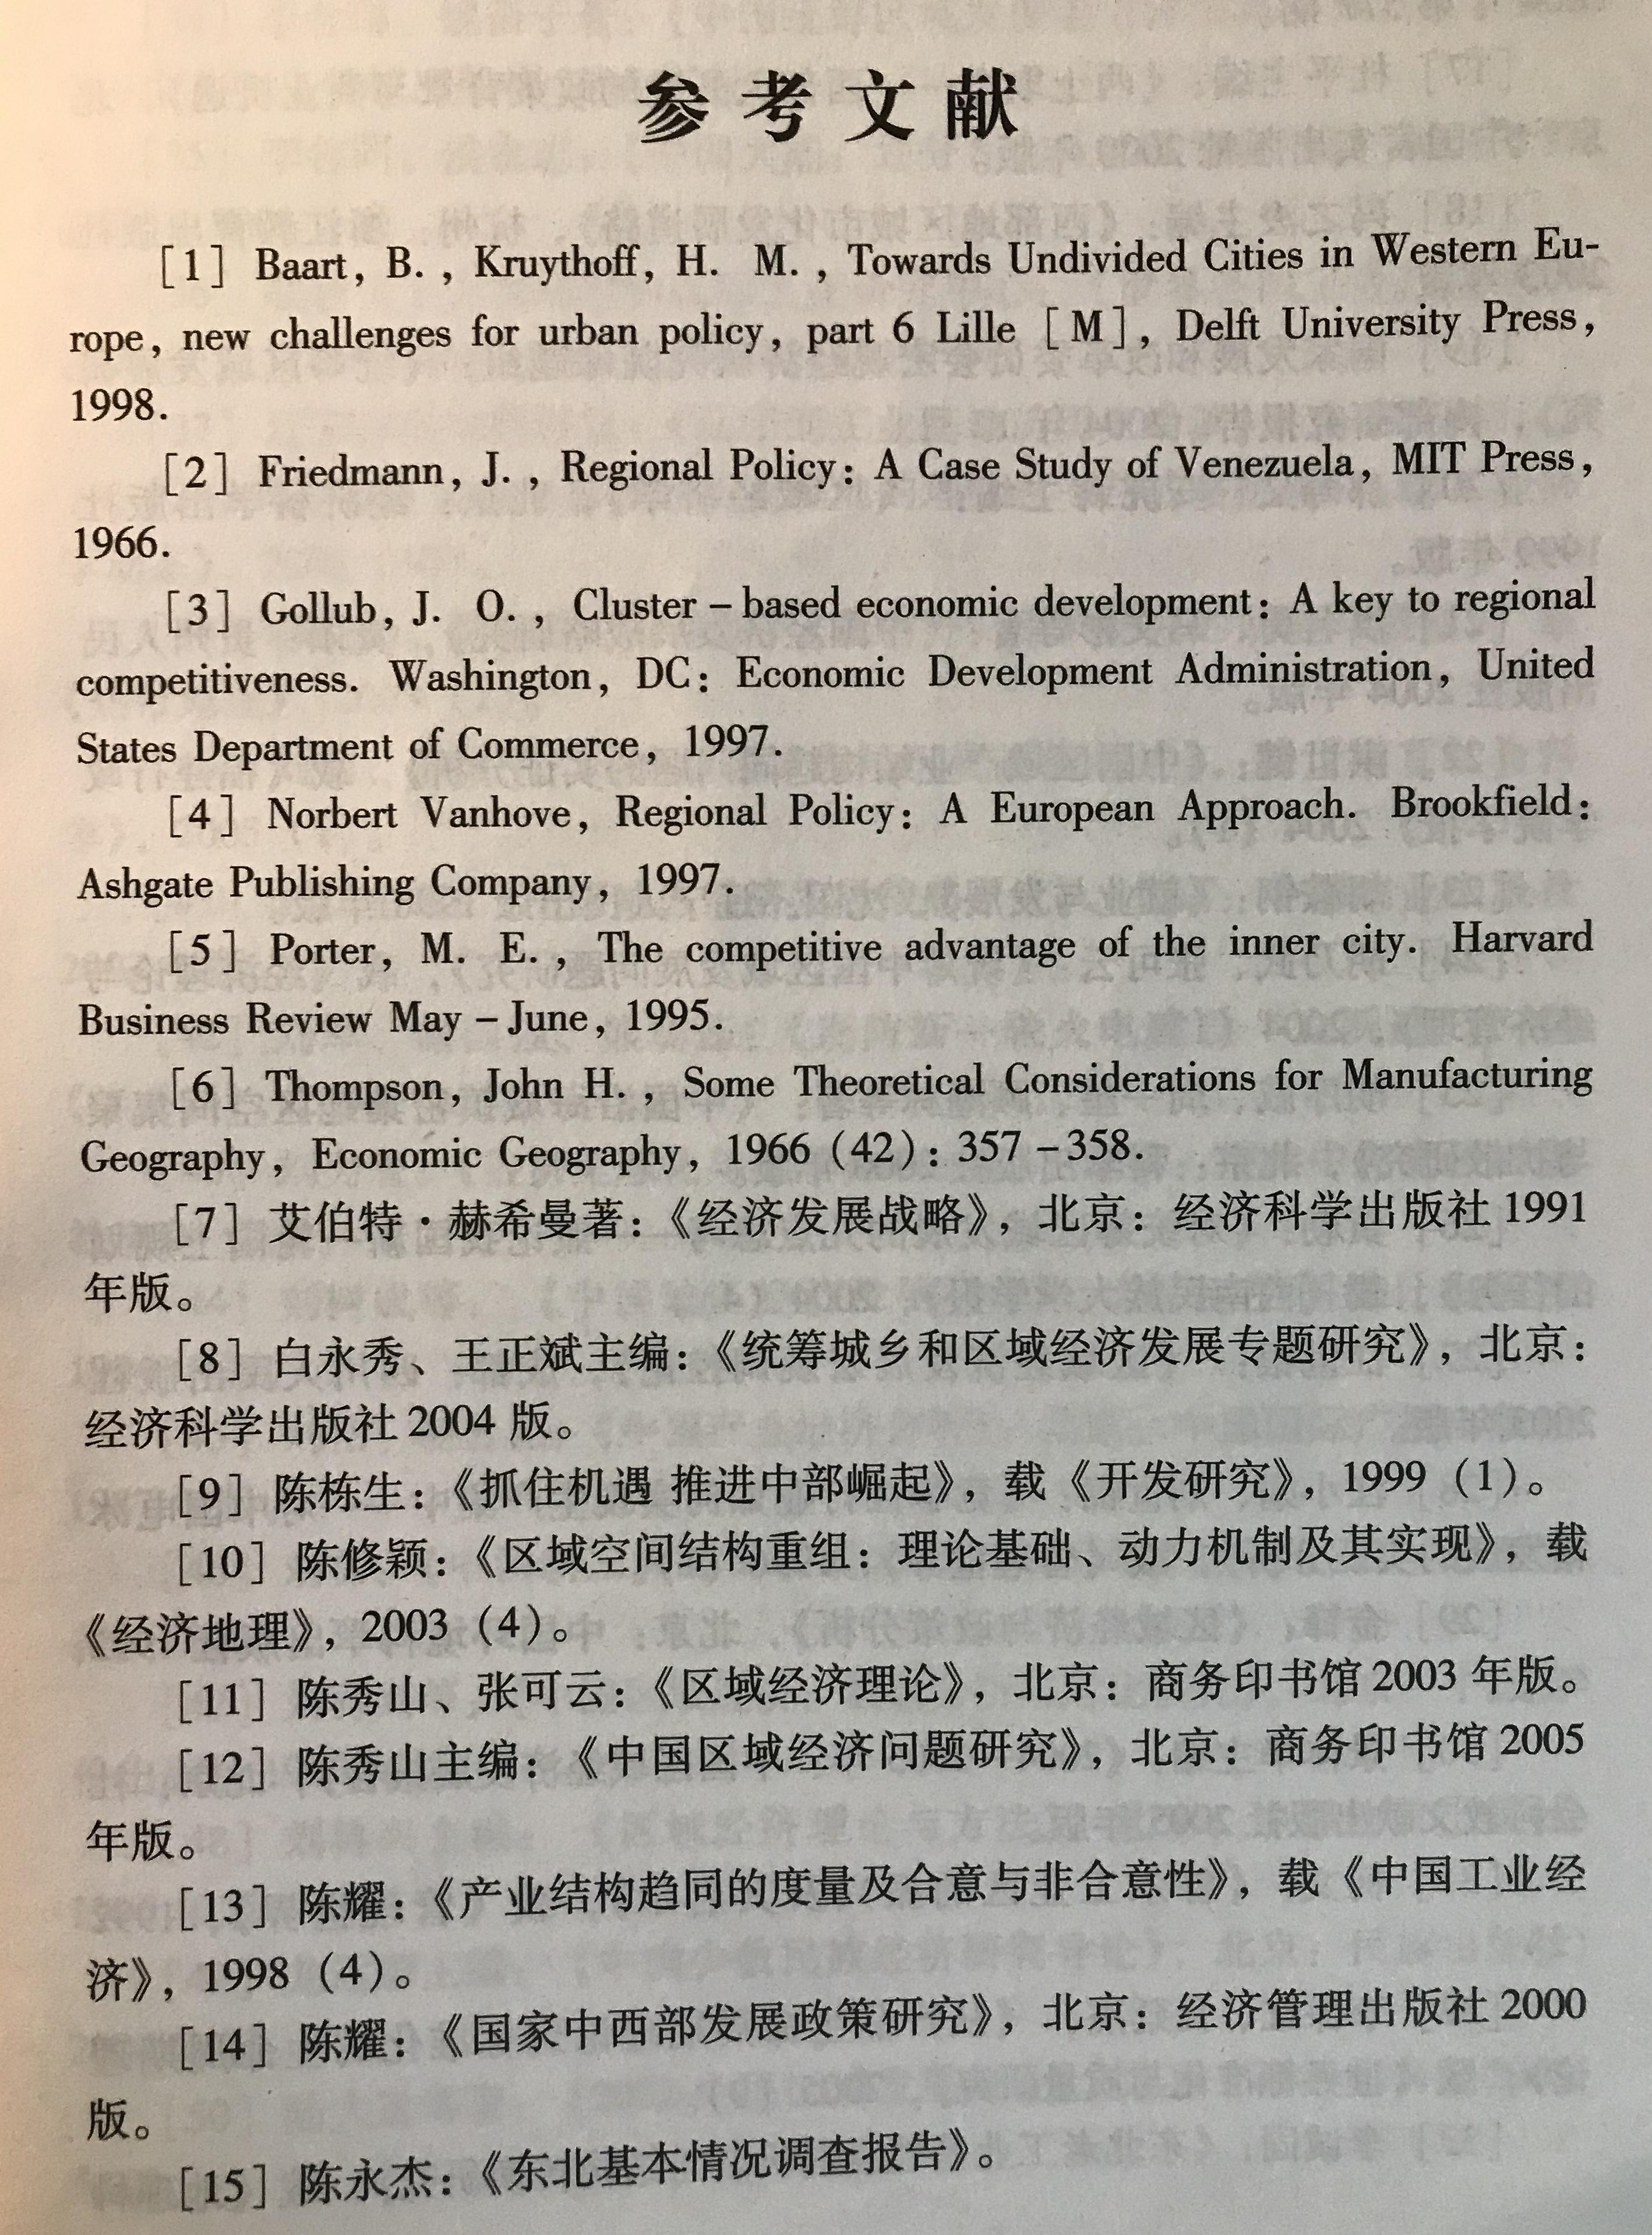 参考文献
[1] Baart, B., Kruythoff, H. M., Towards Undivided Cities in Western Eu-
rope, new challenges for urban policy, part 6 Lille [M], Delft University Press,
1998.
[2] Friedmann, J., Regional Policy: A Case Study of Venezuela, MIT Press,
1966.
[3] Gollub, J. O., Cluster-based economic development: A key to regional
competitiveness. Washington, DC: Economic Development Administration, United
States Department of Commerce, 1997.
[4] Norbert Vanhove, Regional Policy: A European Approach. Brookfield:
Ashgate Publishing Company, 1997.
[5] Porter, M. E., The competitive advantage of the inner city. Harvard
Business Review May-June, 1995.
[6] Thompson, John H., Some Theoretical Considerations for Manufacturing
Geography, Economic Geography, 1966 (42): 357-358.
[7] 艾伯特·赫希曼著：《经济发展战略》，北京：经济科学出版社 1991
年版。
[8] 白永秀、王正斌主编：《统筹城乡和区域经济发展专题研究》，北京：
经济科学出版社 2004 版。
[9] 陈栋生：《抓住机遇 推进中部崛起》，载《开发研究》，1999（1）。
[10] 陈修颖：《区域空间结构重组：理论基础、动力机制及其实现》，载
《经济地理》，2003（4）。
[11] 陈秀山、张可云：《区域经济理论》，北京：商务印书馆 2003 年版。
[12] 陈秀山主编：《中国区域经济问题研究》，北京：商务印书馆 2005
年版。
[13] 陈耀：《产业结构趋同的度量及合意与非合意性》，载《中国工业经
济》，1998（4）。
[14] 陈耀：《国家中西部发展政策研究》，北京：经济管理出版社 2000
版。
[15] 陈永杰：《东北基本情况调查报告》。